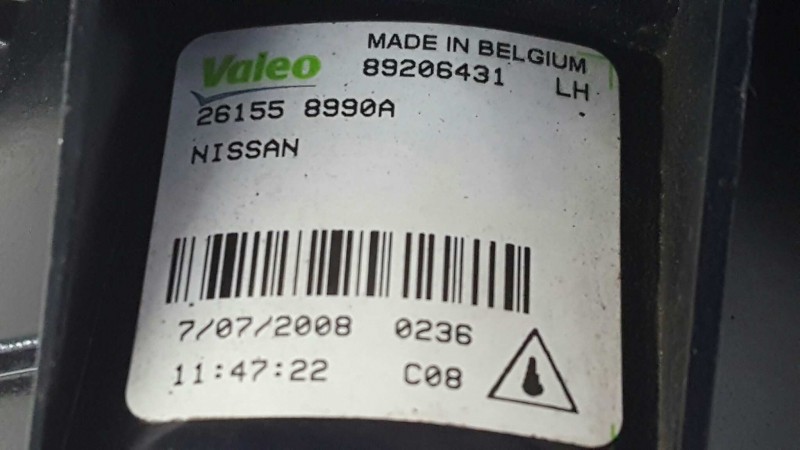 Valeo MADE IN BELGIUM
89206431 LH
26155 8990A
NISSAN
7/07/2008 0236
11:47:22 C08